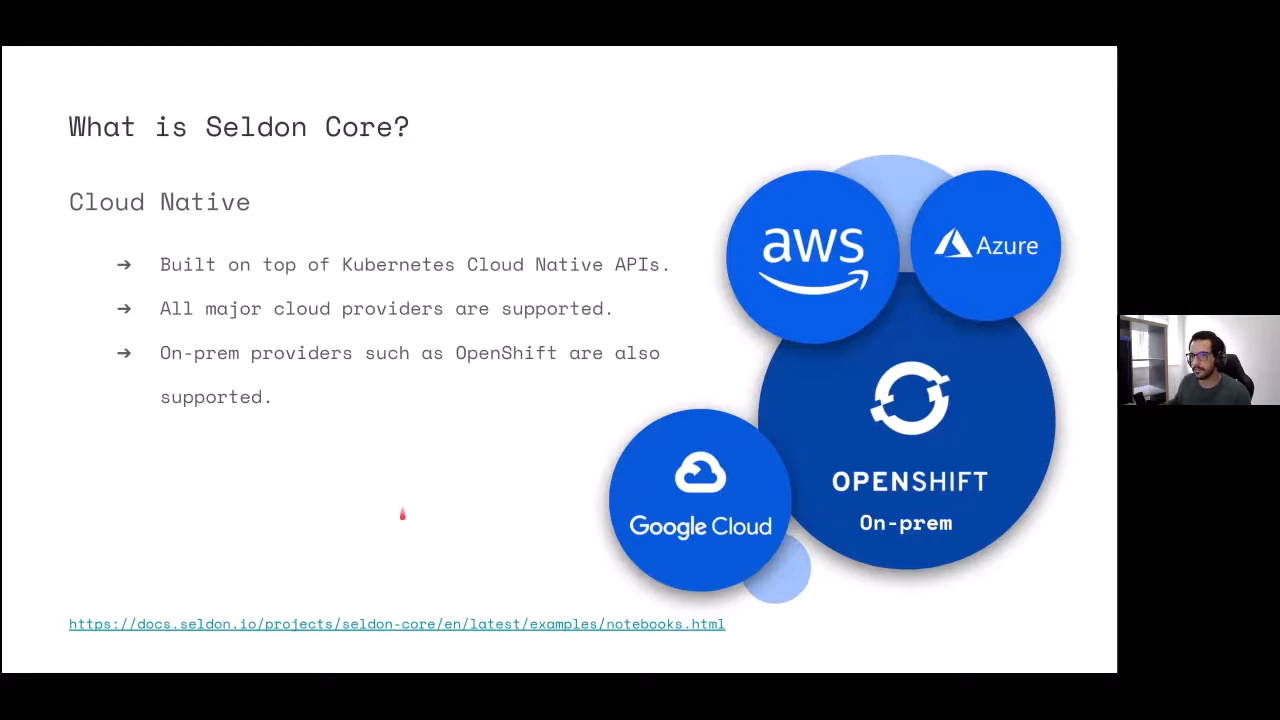 What is Seldon Core?
Cloud Native
➔ Built on top of Kubernetes Cloud Native APIs.
➔ All major cloud providers are supported.
➔ On-prem providers such as OpenShift are also
supported.
aws
Azure
OPENSHIFT
On-prem
Google Cloud
https://docs.seldon.io/projects/seldon-core/en/latest/examples/notebooks.html